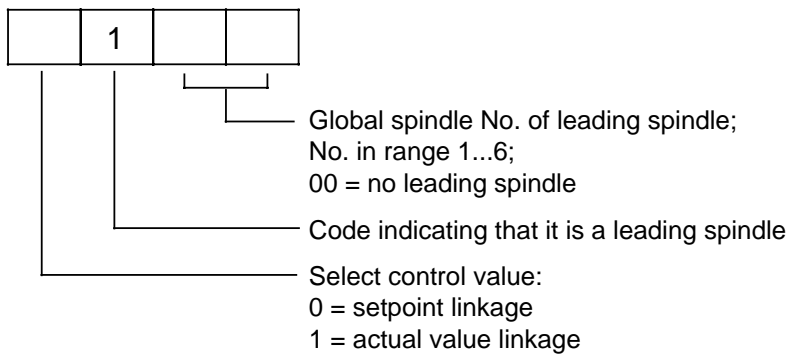 1
Global spindle No. of leading spindle;
No. in range 1...6;
00 = no leading spindle
Code indicating that it is a leading spindle
Select control value:
0 = setpoint linkage
1 = actual value linkage